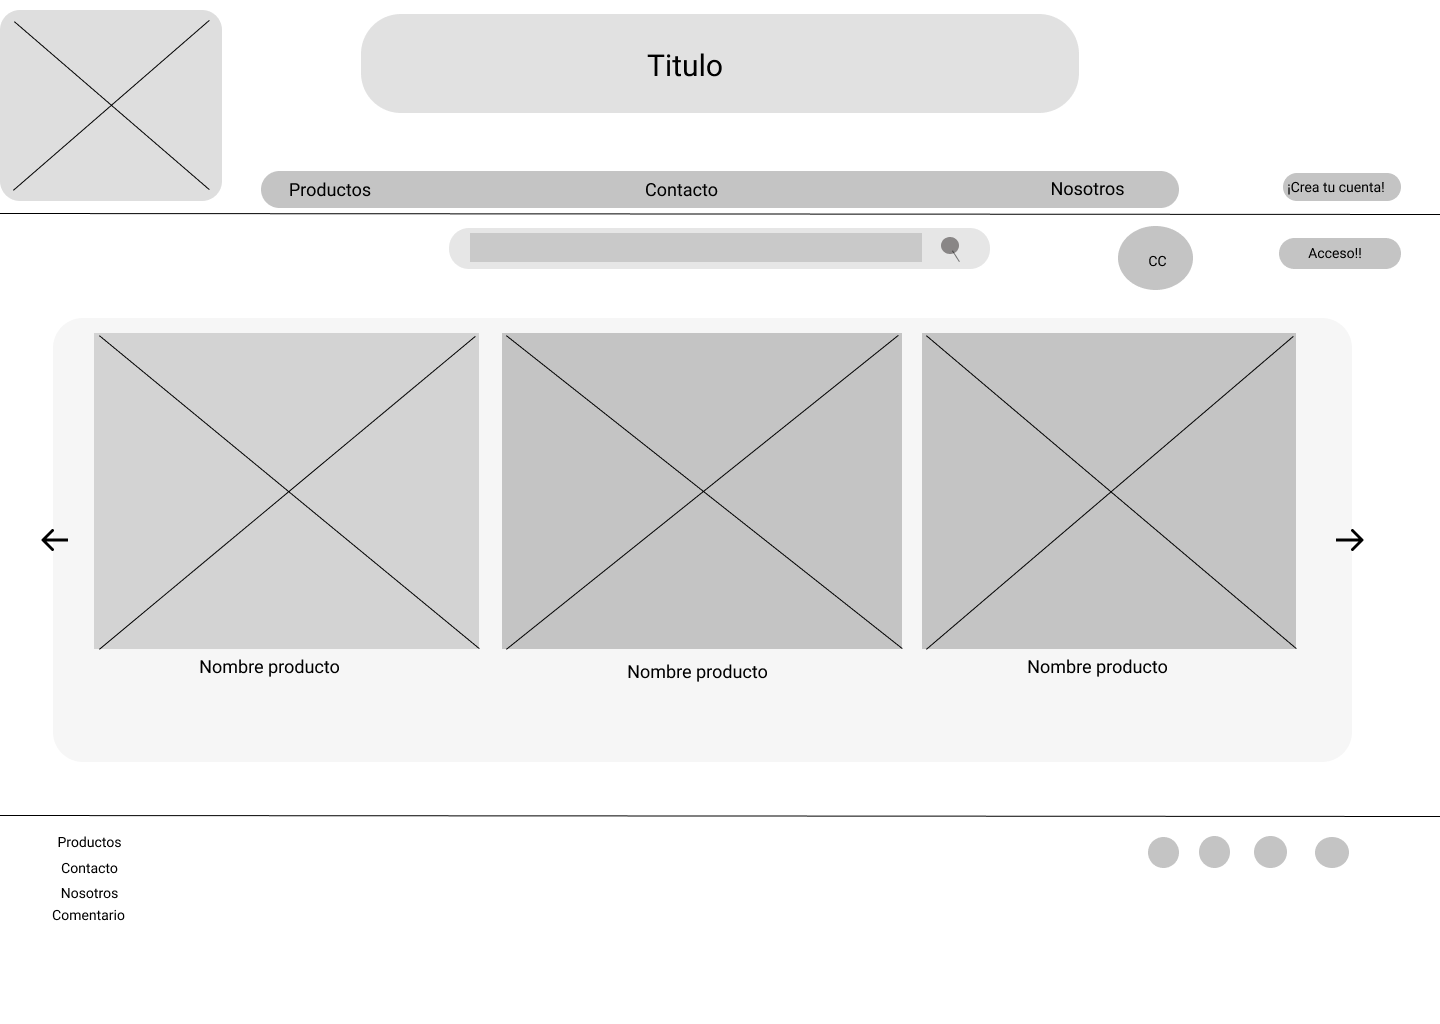 Titulo
Productos Contacto Nosotros
¡Crea tu cuenta!
CC
Acceso!!
Nombre producto
Nombre producto
Nombre producto
Productos
Contacto
Nosotros
Comentario